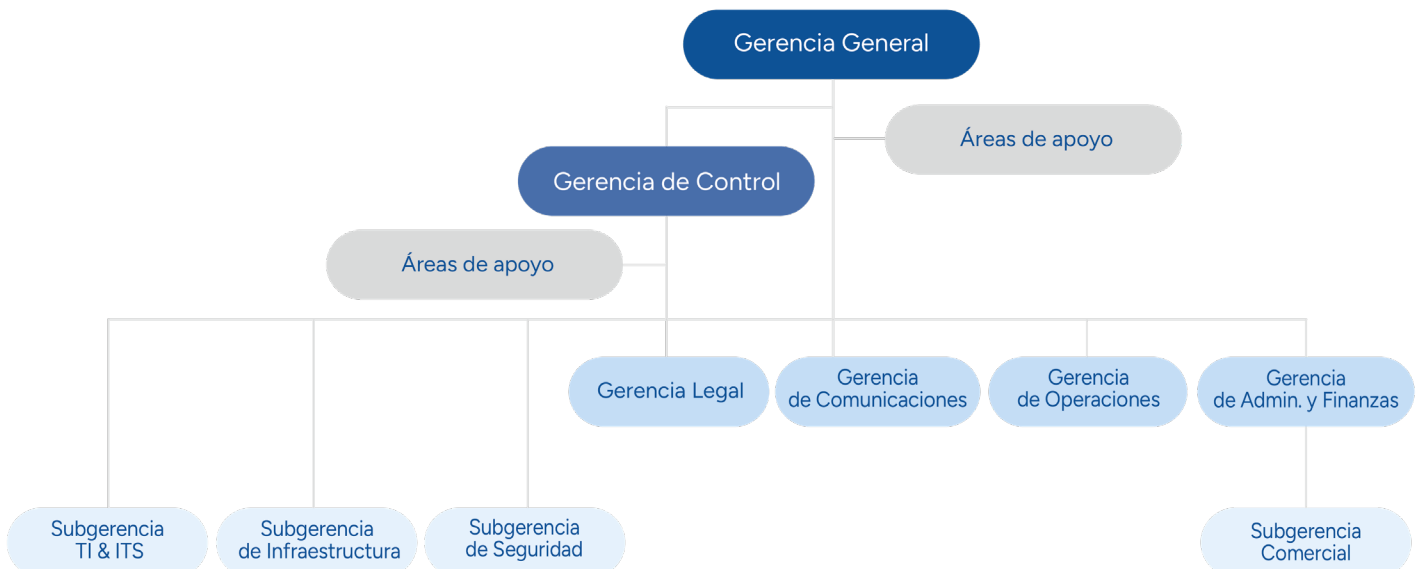 Gerencia General
Áreas de apoyo
Gerencia de Control
Áreas de apoyo
Gerencia Legal
Gerencia
de Comunicaciones
Gerencia
de Operaciones
Gerencia
de Admin. y Finanzas
Subgerencia
TI & ITS
Subgerencia
de Infraestructura
Subgerencia
de Seguridad
Subgerencia
Comercial